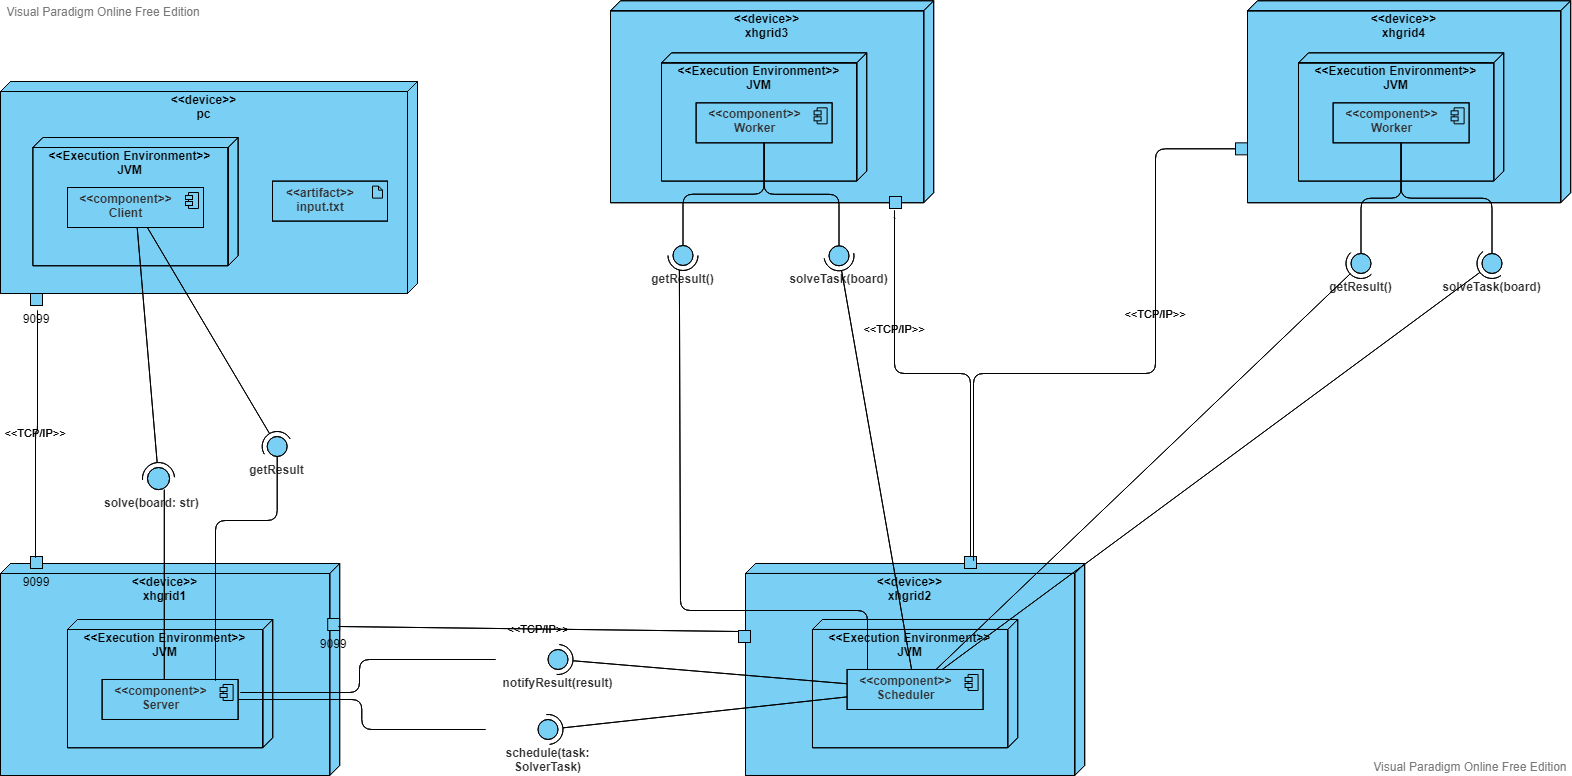 Visual Paradigm Online Free Edition
<<device>>
pc
<<Execution Environment>>
JVM
<<component>>
Client
<<artifact>>
input.txt
9099
<<TCP/IP>>
solve(board: str)
getResult
<<device>>
xhgrid3
<<Execution Environment>>
JVM
<<component>>
Worker
getResult()
solveTask(board)
<<TCP/IP>>
<<device>>
xhgrid4
<<Execution Environment>>
JVM
<<component>>
Worker
getResult()
solveTask(board)
<<TCP/IP>>
9099
<<device>>
xhgrid1
<<Execution Environment>>
JVM
<<component>>
Server
9099
<<TCP/IP>>
notifyResult(result)
schedule(task:
SolverTask)
<<device>>
xhgrid2
<<Execution Environment>>
JVM
<<component>>
Scheduler
Visual Paradigm Online Free Edition